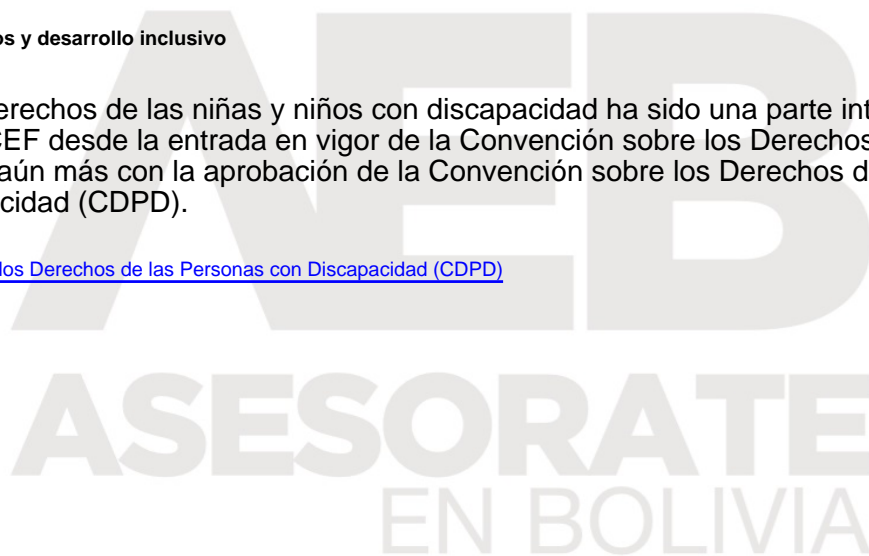 os y desarrollo inclusivo
erechos de las niñas y niños con discapacidad ha sido una parte int
CEF desde la entrada en vigor de la Convención sobre los Derechos
aún más con la aprobación de la Convención sobre los Derechos d
cidad (CDPD).
los Derechos de las Personas con Discapacidad (CDPD)
AEB
ASESORATE
EN BOLIVIA